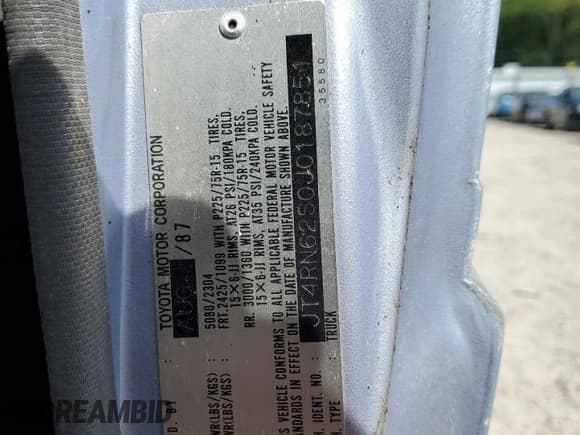 D. BY TOYOTA MOTOR CORPORATION
AUG. /87
WR(LBS/KGS) 5080/2304
WR(LBS/KGS) FRT.2425/1099 WITH P225/75R-15 TIRES,
15×6-JJ RIMS, AT26 PSI/180KPA COLD.
RR. 3000/1360 WITH P225/75R-15 TIRES,
15×6-JJ RIMS, AT35 PSI/240KPA COLD.
S VEHICLE CONFORMS TO ALL APPLICABLE FEDERAL MOTOR VEHICLE SAFETY
NDARDS IN EFFECT ON THE DATE OF MANUFACTURE SHOWN ABOVE.
H. IDENT. NO. JT4RN62S0J0187851
H. TYPE TRUCK 35580
DREAMBID